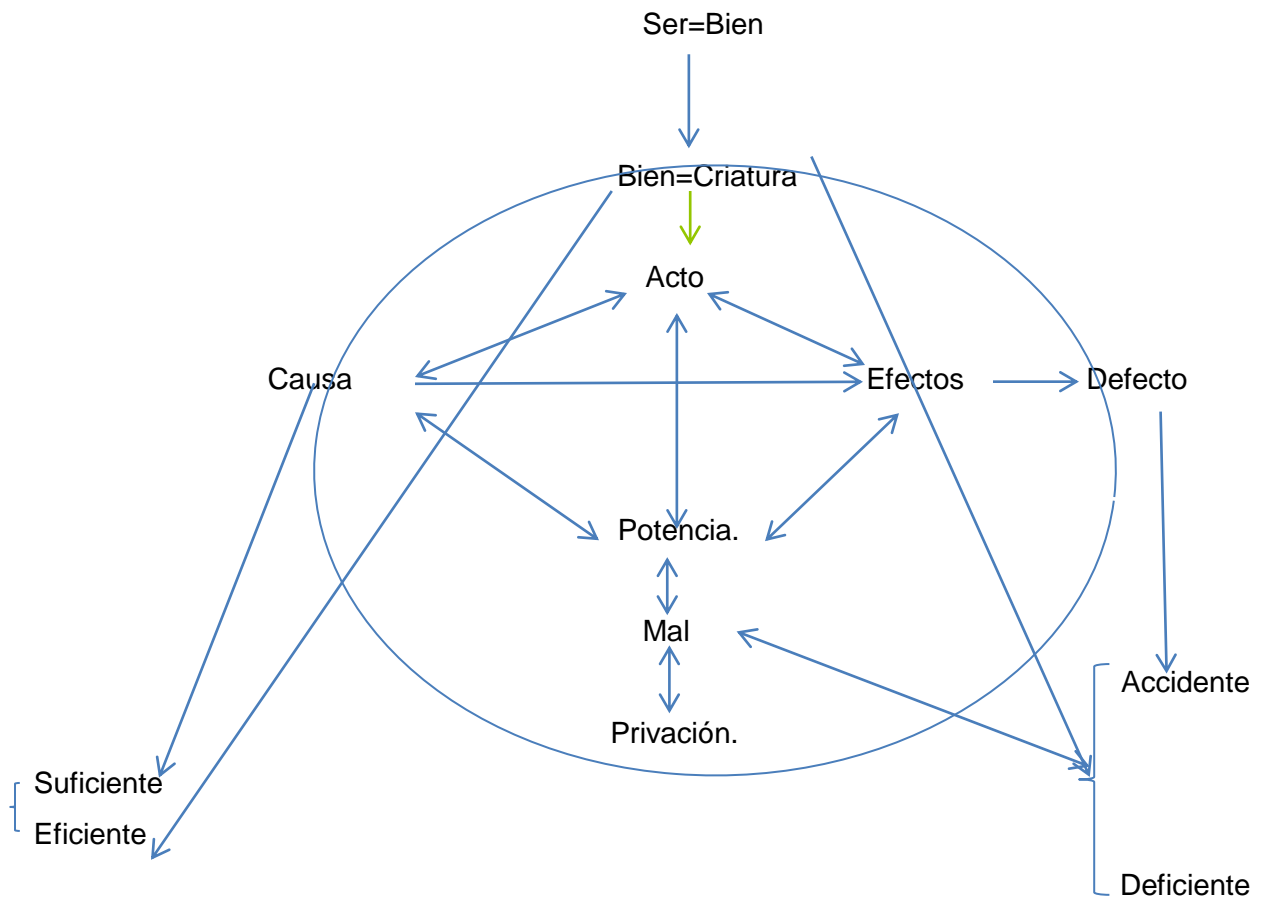 Ser=Bien
Bien=Criatura
Acto
Causa
Efectos
Defecto
Potencia.
Mal
Accidente
Privación.
Suficiente
Eficiente
Deficiente